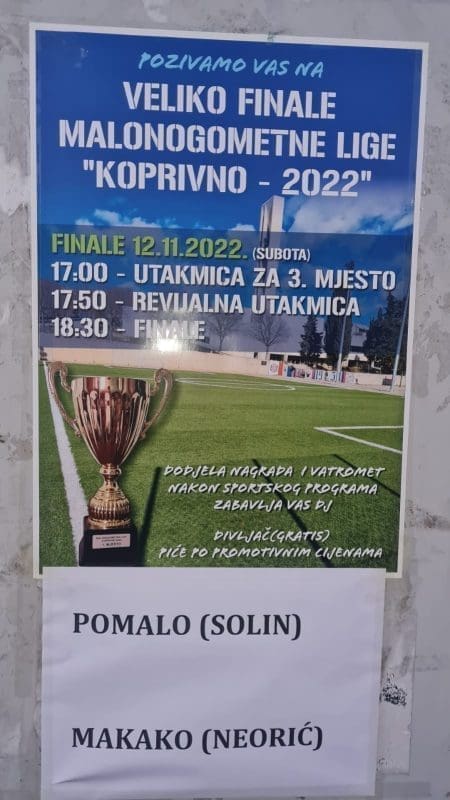 POZIVAMO VAS NA
VELIKO FINALE
MALONOGOMETNE LIGE
"KOPRIVNO - 2022"
FINALE 12.11.2022. (SUBOTA)
17:00 - UTAKMICA ZA 3. MJESTO
17:50 - REVIJALNA UTAKMICA
18:30 - FINALE
DODJELA NAGRADA I VATROMET
NAKON SPORTSKOG PROGRAMA
ZABAVLJA VAS DJ
DIVLJAČ(GRATIS)
PIĆE PO PROMOTIVNIM CIJENAMA
POMALO (SOLIN)
MAKAKO (NEORIĆ)